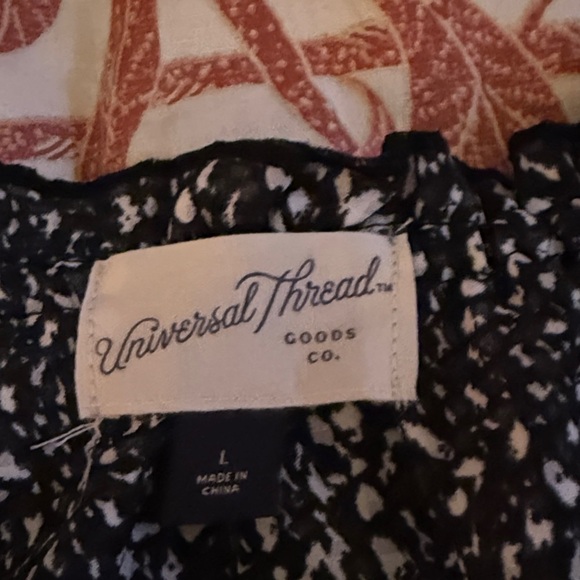 Universal Thread™
GOODS
CO.
L
MADE IN
CHINA